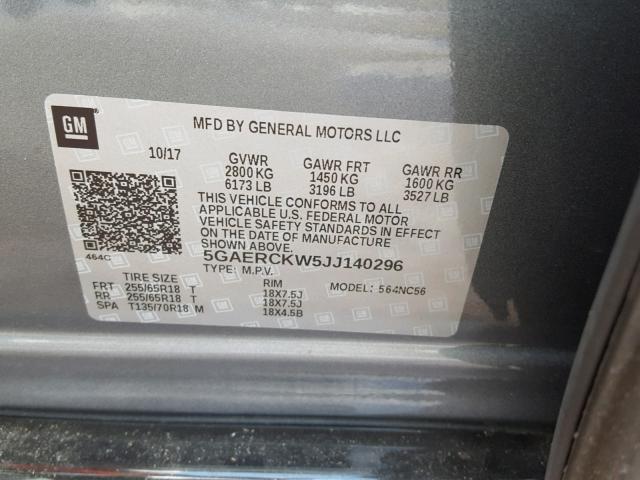 GM
MFD BY GENERAL MOTORS LLC
10/17 GVWR GAWR FRT GAWR RR
2800 KG 1450 KG 1600 KG
6173 LB 3196 LB 3527 LB
THIS VEHICLE CONFORMS TO ALL
APPLICABLE U.S. FEDERAL MOTOR
VEHICLE SAFETY STANDARDS IN EFFECT
ON THE DATE OF MANUFACTURE
SHOWN ABOVE.
464C 5GAERCKW5JJ140296
TYPE: M.P.V. 564NC56
TIRE SIZE RIM
FRT 255/65R18 T 18X7.5J
RR 255/65R18 T 18X7.5J
SPA T135/70R18 M 18X4.5B